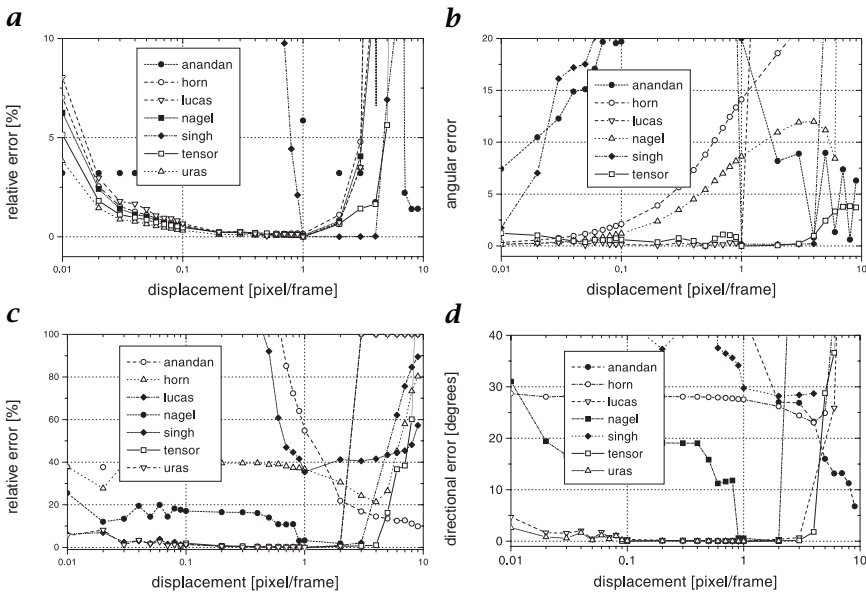 a
10
5
0
0.01
0.1
1
10
relative error [%]
displacement [pixel/frame]
anandan
horn
lucas
nagel
singh
tensor
uras
b
20
15
10
5
0
0.01
0.1
1
10
angular error
displacement [pixel/frame]
anandan
horn
lucas
nagel
singh
tensor
c
100
80
60
40
20
0
0.01
0.1
1
10
relative error [%]
displacement [pixel/frame]
anandan
horn
lucas
nagel
singh
tensor
uras
d
40
30
20
10
0
0.01
0.1
1
10
directional error [degrees]
displacement [pixel/frame]
anandan
horn
lucas
nagel
singh
tensor
uras